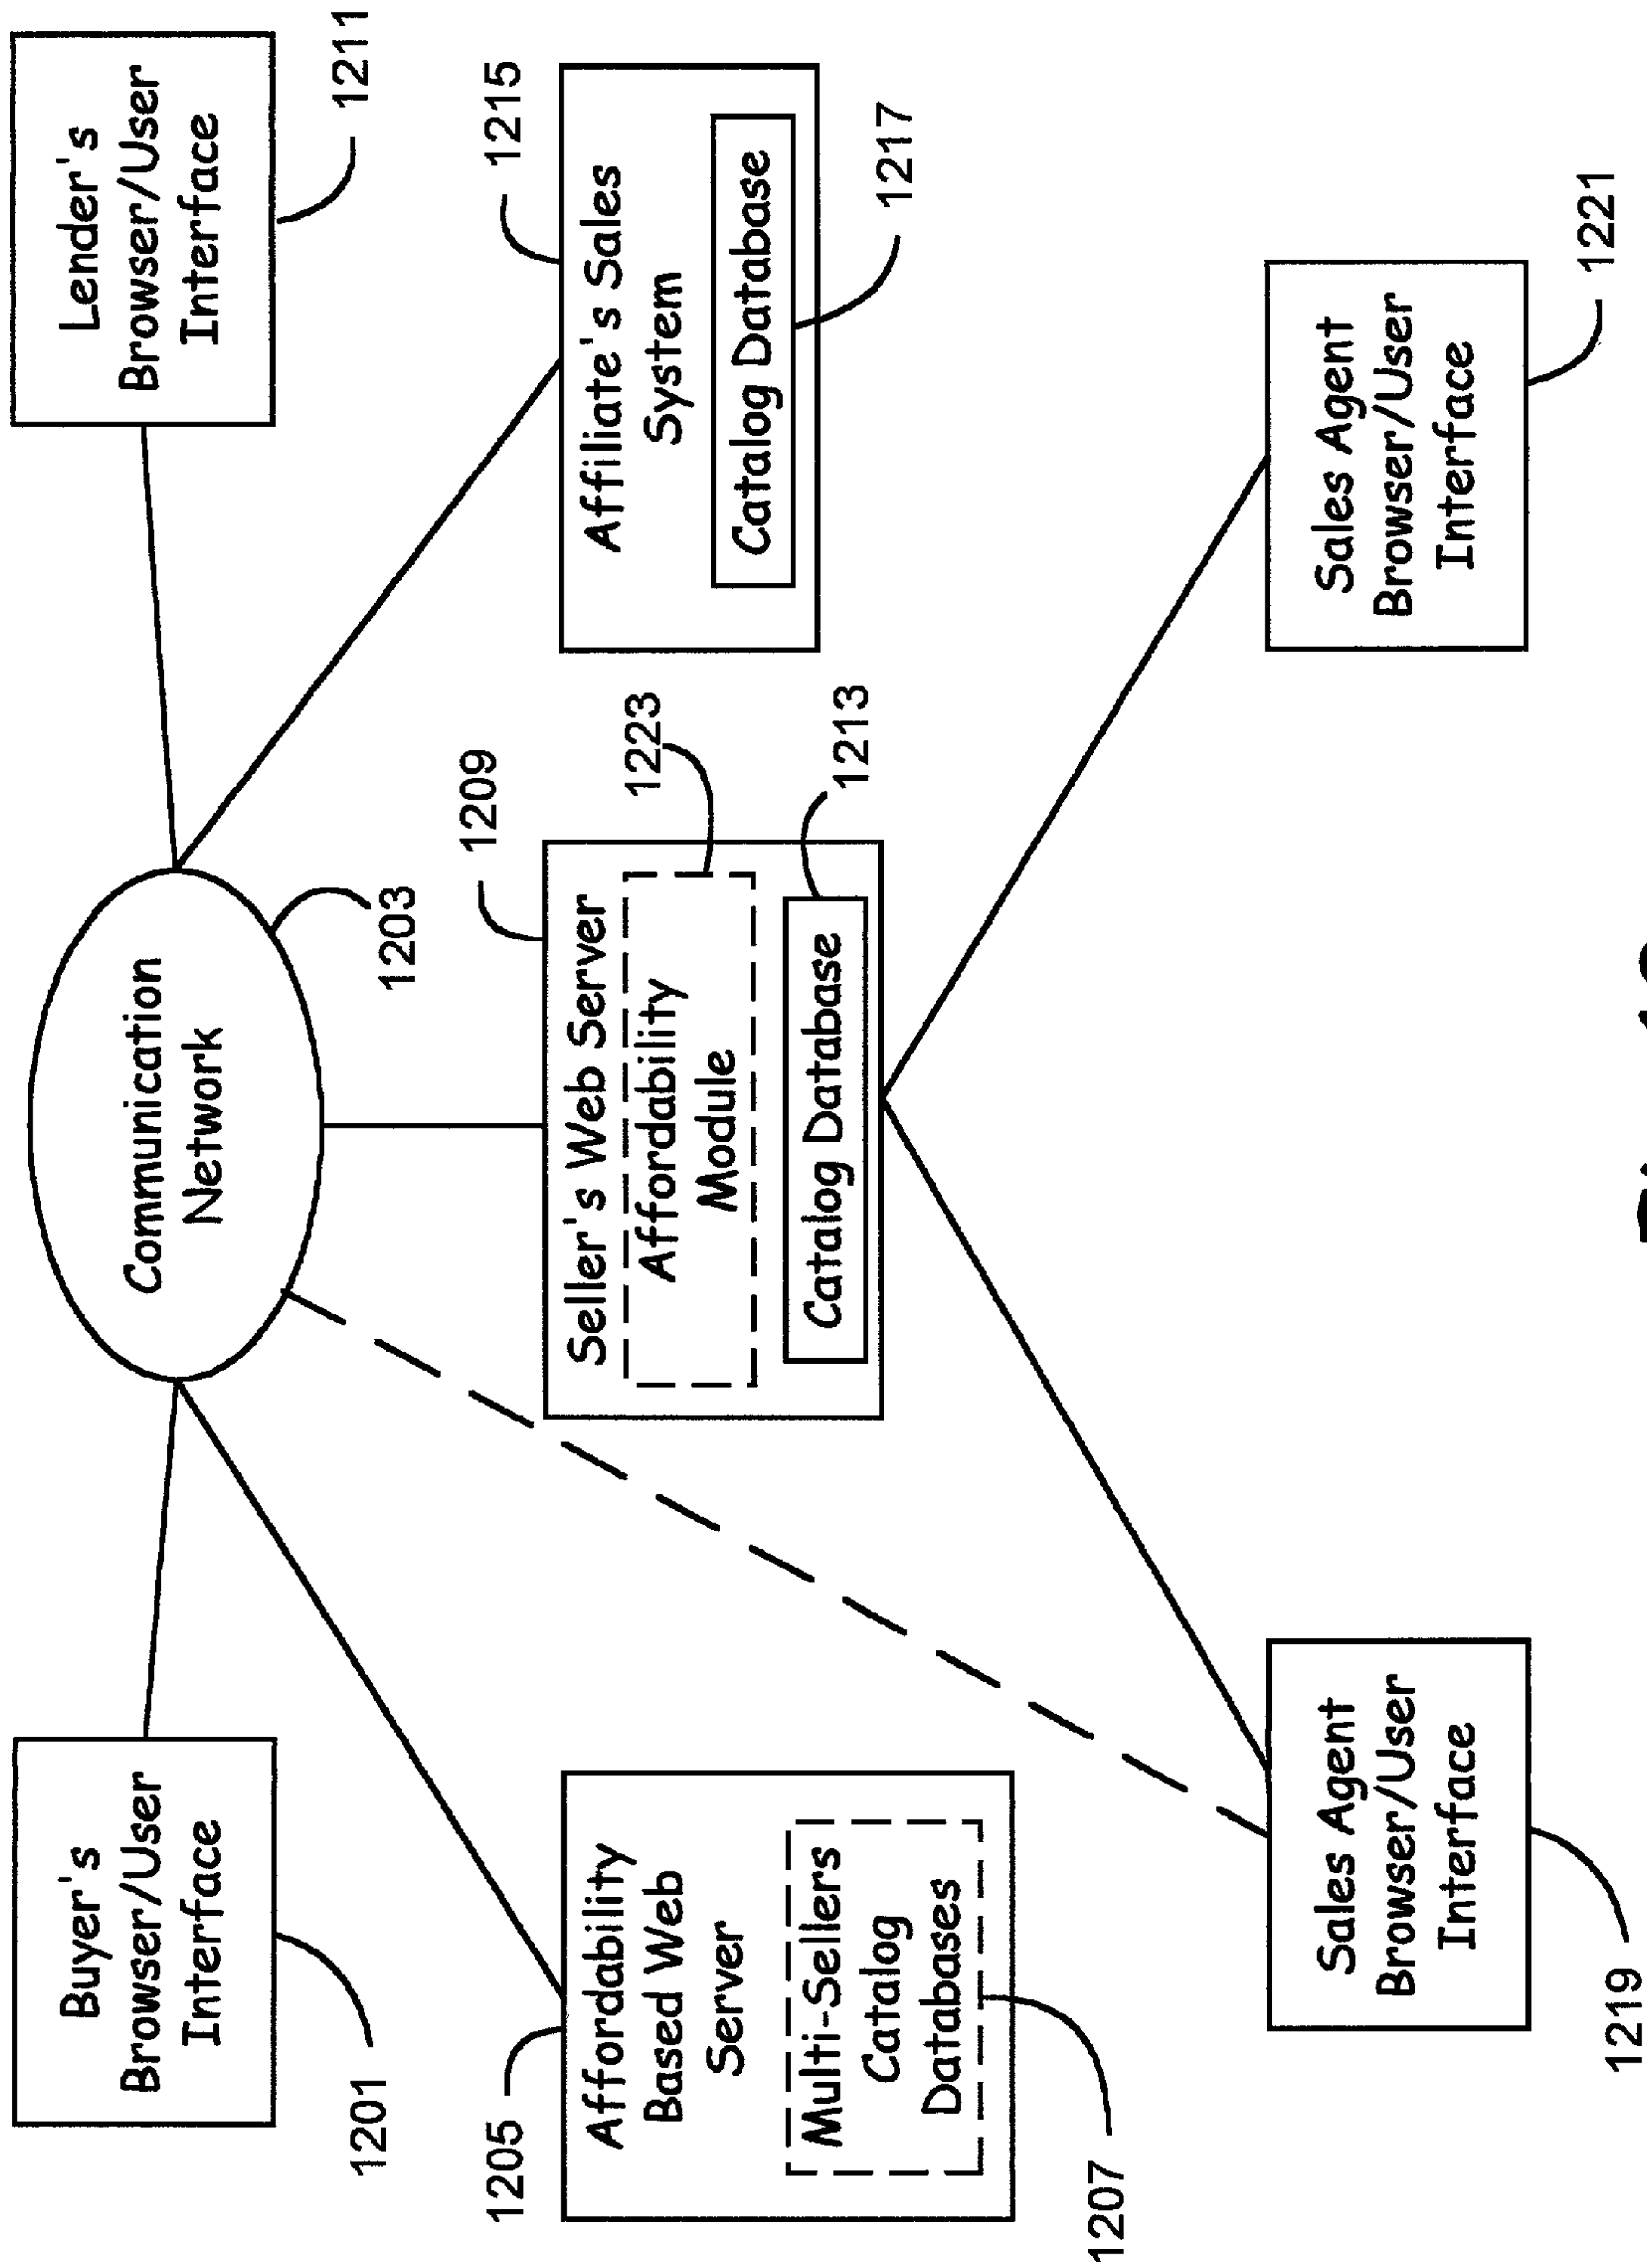 Buyer's
Browser/User
Interface
1201
Communication
Network
1203
Lender's
Browser/User
Interface
1211
1205
Affordability
Based Web
Server
Multi-Sellers
Catalog
Databases
1207
1209
Seller's Web Server
Affordability
Module
1223
Catalog Database
1213
1215
Affiliate's Sales
System
Catalog Database
1217
Sales Agent
Browser/User
Interface
1219
Sales Agent
Browser/User
Interface
1221